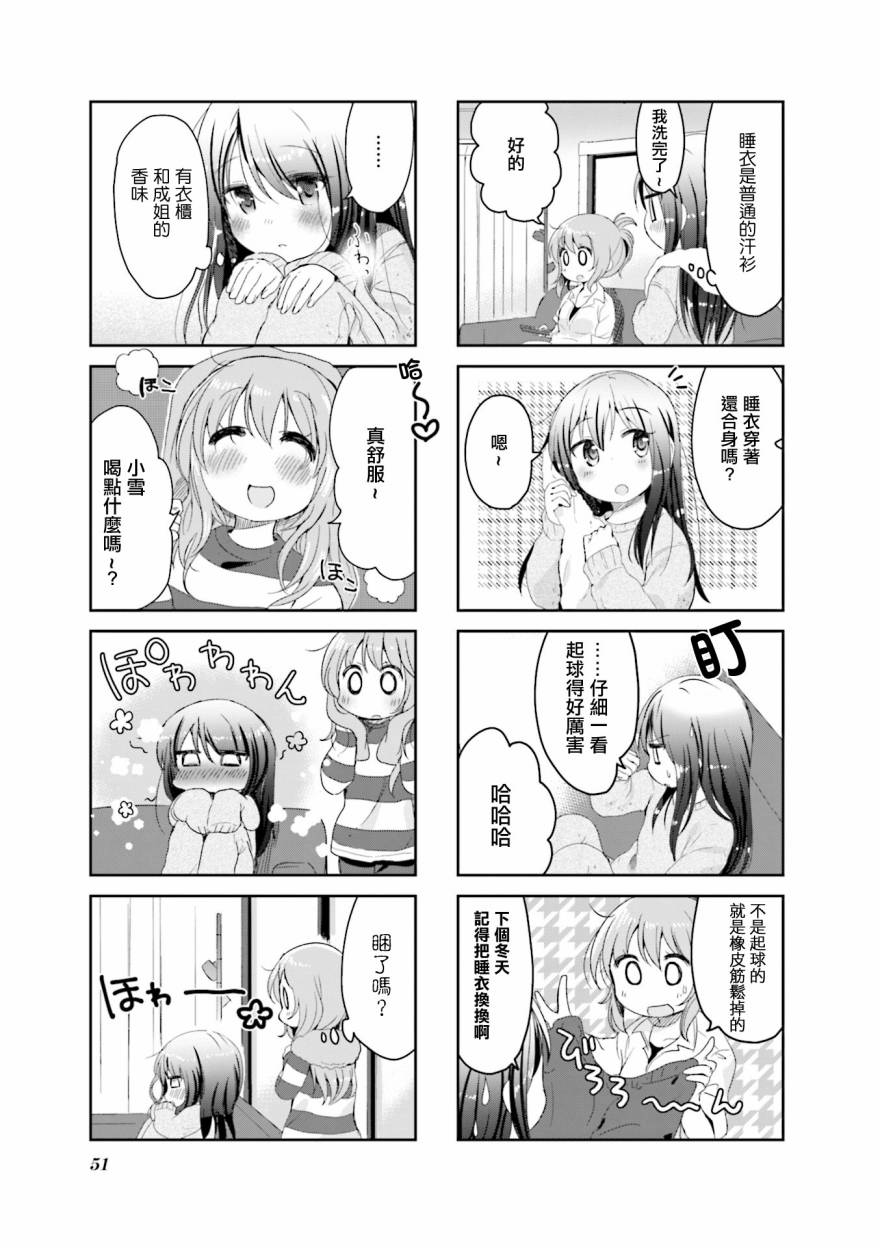 睡衣是普通的汗衫
我洗完了~
好的
睡衣穿著
還合身嗎?
嗯~
盯
……仔細一看
起球得好厲害
哈哈哈
不是起球的
就是橡皮筋鬆掉的
下個冬天
記得把睡衣換換啊
びろろーーん
……
有衣櫃
和成姐的
香味
ふわっ
哈~♡
真舒服~
小雪
喝點什麼嗎~?
ほこ
ほこ
ぽわわわん
睏了嗎?
ほわー
51